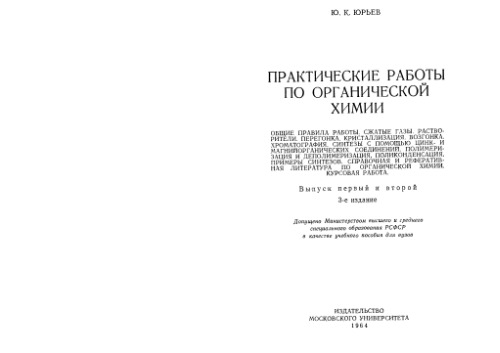 Ю. К. ЮРЬЕВ
ПРАКТИЧЕСКИЕ РАБОТЫ
ПО ОРГАНИЧЕСКОЙ
ХИМИИ
ОБЩИЕ ПРАВИЛА РАБОТЫ. СЖАТЫЕ ГАЗЫ. РАСТВО-
РИТЕЛИ. ПЕРЕГОНКА. КРИСТАЛЛИЗАЦИЯ. ВОЗГОНКА.
ХРОМАТОГРАФИЯ. СИНТЕЗЫ С ПОМОЩЬЮ ЦИНК- И
МАГНИЙОРГАНИЧЕСКИХ СОЕДИНЕНИЙ. ПОЛИМЕРИ-
ЗАЦИЯ И ДЕПОЛИМЕРИЗАЦИЯ. ПОЛИКОНДЕНСАЦИЯ.
ПРИМЕРЫ СИНТЕЗОВ. СПРАВОЧНАЯ И РЕФЕРАТИВ-
НАЯ ЛИТЕРАТУРА ПО ОРГАНИЧЕСКОЙ ХИМИИ.
КУРСОВАЯ РАБОТА.
Выпуск первый и второй
3-е издание
Допущено Министерством высшего и среднего
специального образования РСФСР
в качестве учебного пособия для вузов
ИЗДАТЕЛЬСТВО
МОСКОВСКОГО УНИВЕРСИТЕТА
1964